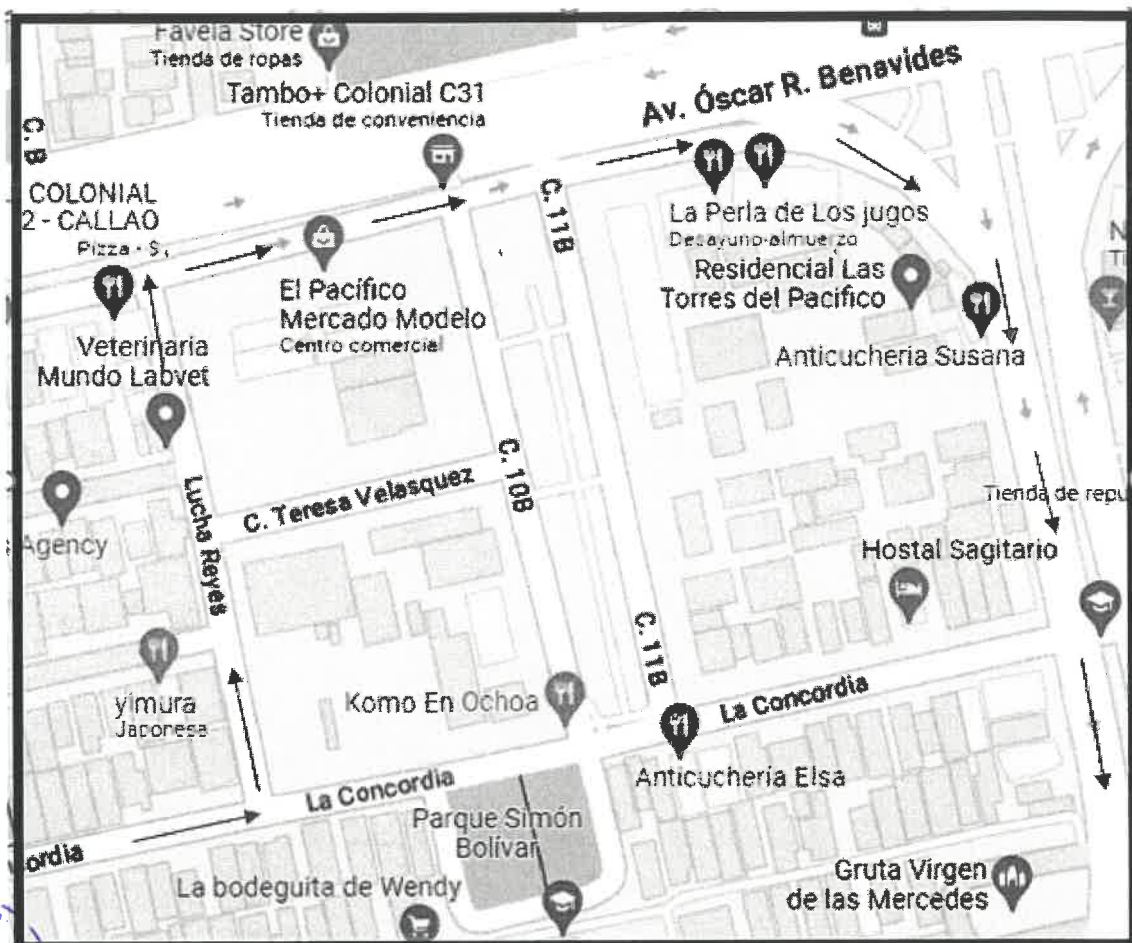 Favela Store
Tienda de ropas
Tambo+ Colonial C31
Tienda de conveniencia
Av. Óscar R. Benavides
C. B
COLONIAL
2 - CALLAO
Pizza - S/
C. 11B
La Perla de Los jugos
Desayuno-almuerzo
Residencial Las
Torres del Pacifico
El Pacífico
Mercado Modelo
Centro comercial
Veterinaria
Mundo Labvet
Anticucheria Susana
C. Teresa Velasquez
C. 10B
Lucha Reyes
Tienda de repu
Agency
Hostal Sagitario
C. 11B
yimura
Japonesa
Komo En Ochoa
La Concordia
La Concordia
Anticuchería Elsa
Parque Simón
Bolívar
ordia
La bodeguita de Wendy
Gruta Virgen
de las Mercedes